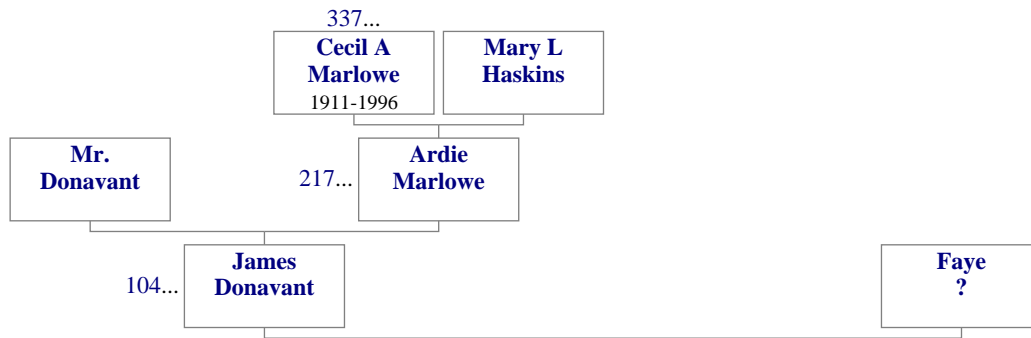 337...
Cecil A
Marlowe
1911-1996
Mary L
Haskins
Mr.
Donavant
217...
Ardie
Marlowe
104...
James
Donavant
Faye
?